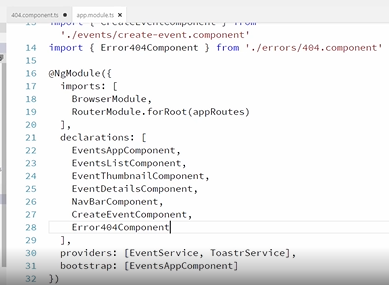 404.component.ts ● app.module.ts ×
13 import { CreateEventComponent } from
'./events/create-event.component'
14 import { Error404Component } from './errors/404.component'
15
16 @NgModule({
17 imports: [
18 BrowserModule,
19 RouterModule.forRoot(appRoutes)
20 ],
21 declarations: [
22 EventsAppComponent,
23 EventsListComponent,
24 EventThumbnailComponent,
25 EventDetailsComponent,
26 NavBarComponent,
27 CreateEventComponent,
28 Error404Component
29 ],
30 providers: [EventService, ToastrService],
31 bootstrap: [EventsAppComponent]
32 })